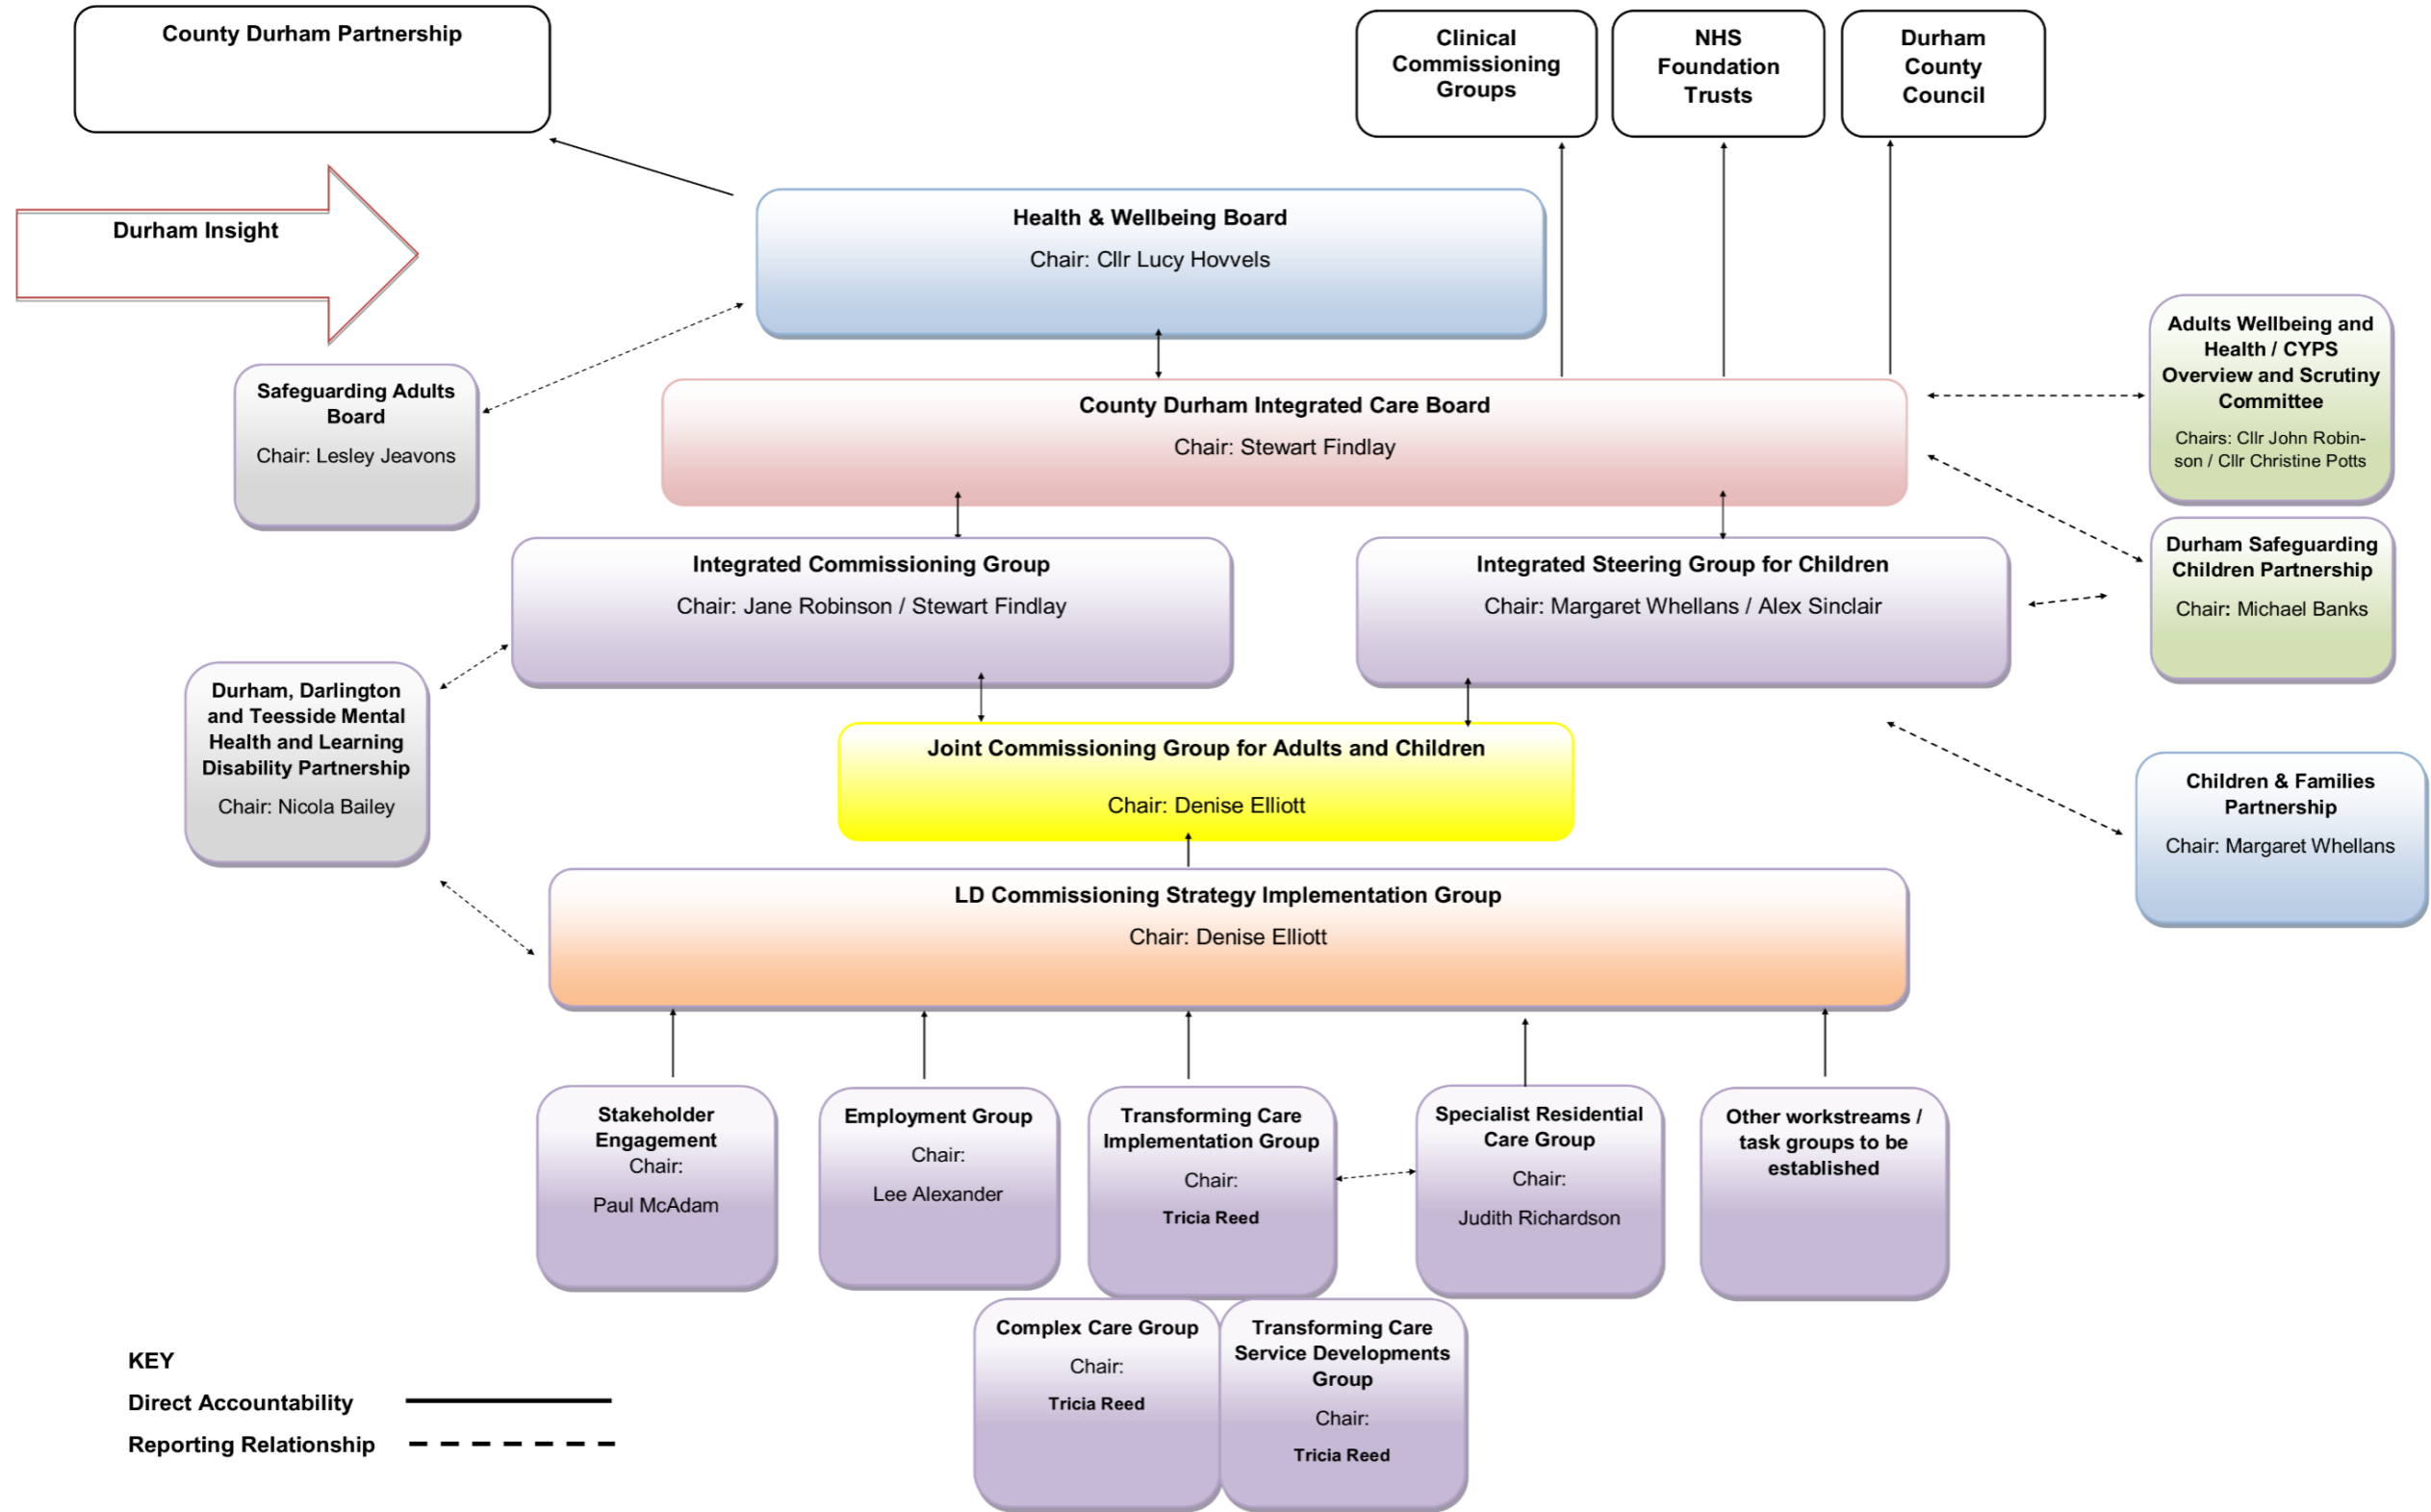 County Durham Partnership
Clinical
Commissioning
Groups
NHS
Foundation
Trusts
Durham
County
Council
Durham Insight
Health & Wellbeing Board
Chair: Cllr Lucy Hovvels
Safeguarding Adults
Board
Chair: Lesley Jeavons
County Durham Integrated Care Board
Chair: Stewart Findlay
Adults Wellbeing and
Health / CYPS
Overview and Scrutiny
Committee
Chairs: Cllr John Robin-
son / Cllr Christine Potts
Integrated Commissioning Group
Chair: Jane Robinson / Stewart Findlay
Integrated Steering Group for Children
Chair: Margaret Whellans / Alex Sinclair
Durham Safeguarding
Children Partnership
Chair: Michael Banks
Durham, Darlington
and Teesside Mental
Health and Learning
Disability Partnership
Chair: Nicola Bailey
Joint Commissioning Group for Adults and Children
Chair: Denise Elliott
Children & Families
Partnership
Chair: Margaret Whellans
LD Commissioning Strategy Implementation Group
Chair: Denise Elliott
Stakeholder
Engagement
Chair:
Paul McAdam
Employment Group
Chair:
Lee Alexander
Transforming Care
Implementation Group
Chair:
Tricia Reed
Specialist Residential
Care Group
Chair:
Judith Richardson
Other workstreams /
task groups to be
established
Complex Care Group
Chair:
Tricia Reed
Transforming Care
Service Developments
Group
Chair:
Tricia Reed
KEY
Direct Accountability
Reporting Relationship